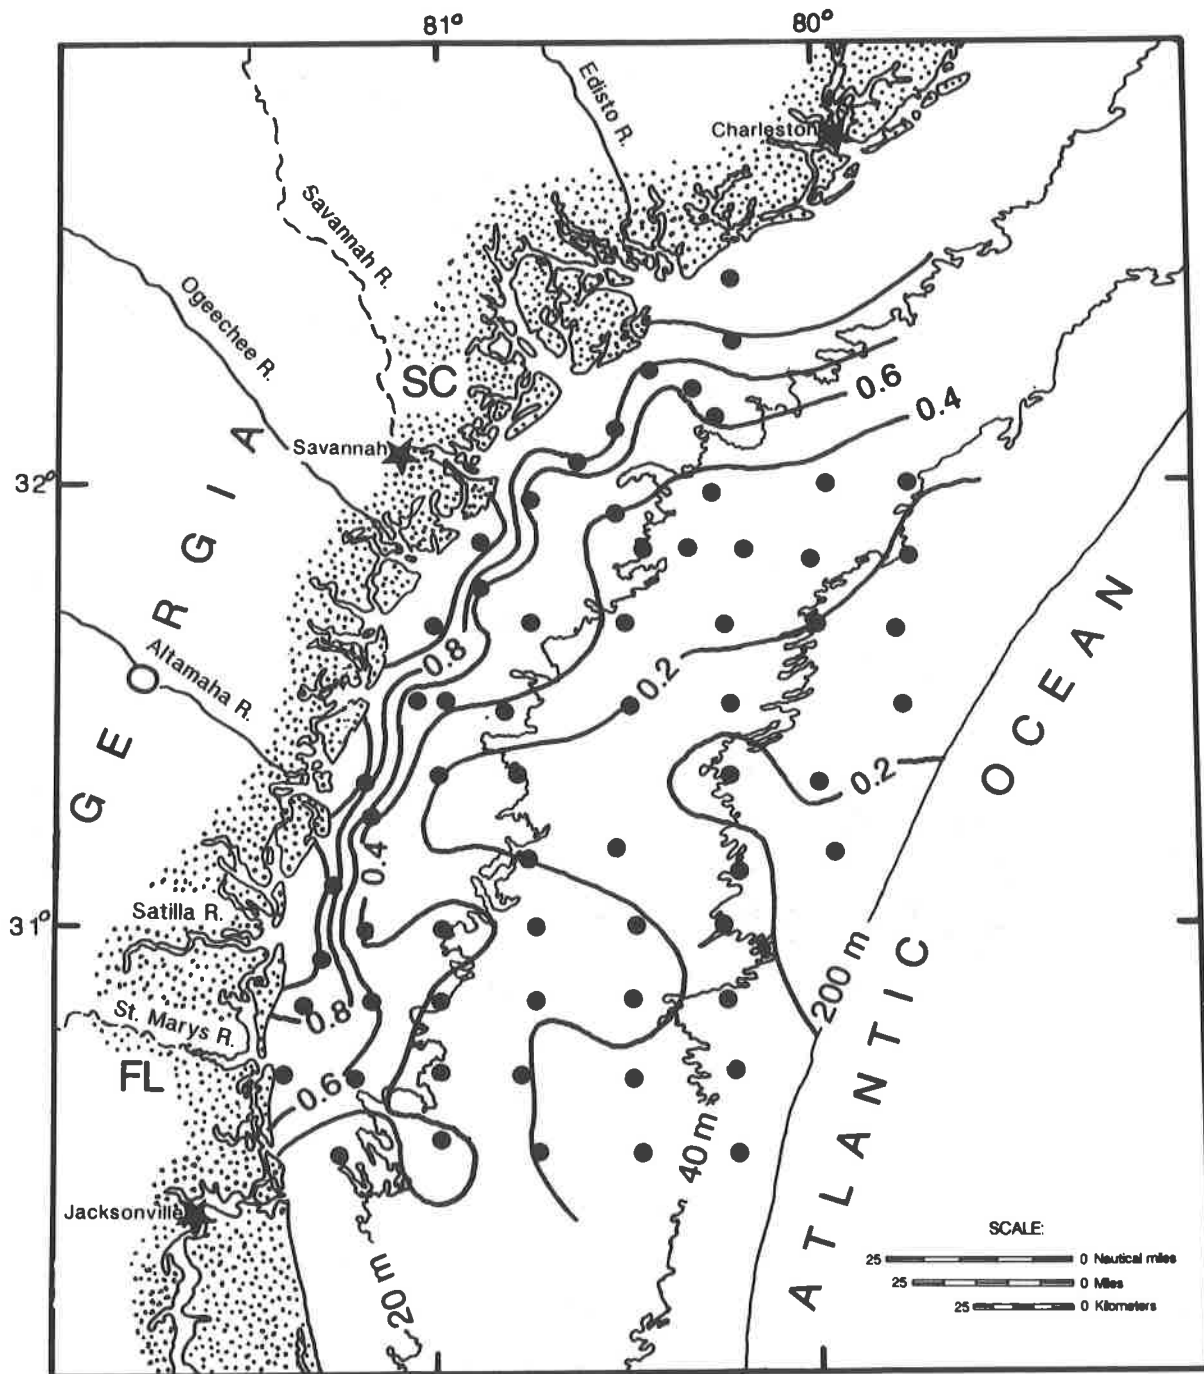 81°
80°
Edisto R.
Charleston
Savannah R.
Ogeechee R.
SC
0.6
0.4
Savannah
32°
GEORGIA
Altamaha R.
0.8
0.2
0.2
ATLANTIC OCEAN
0.4
Satilla R.
31°
200 m
0.8
St. Marys R.
FL
0.6
40 m
Jacksonville
20 m
SCALE:
25 0 Nautical miles
25 0 Miles
25 0 Kilometers